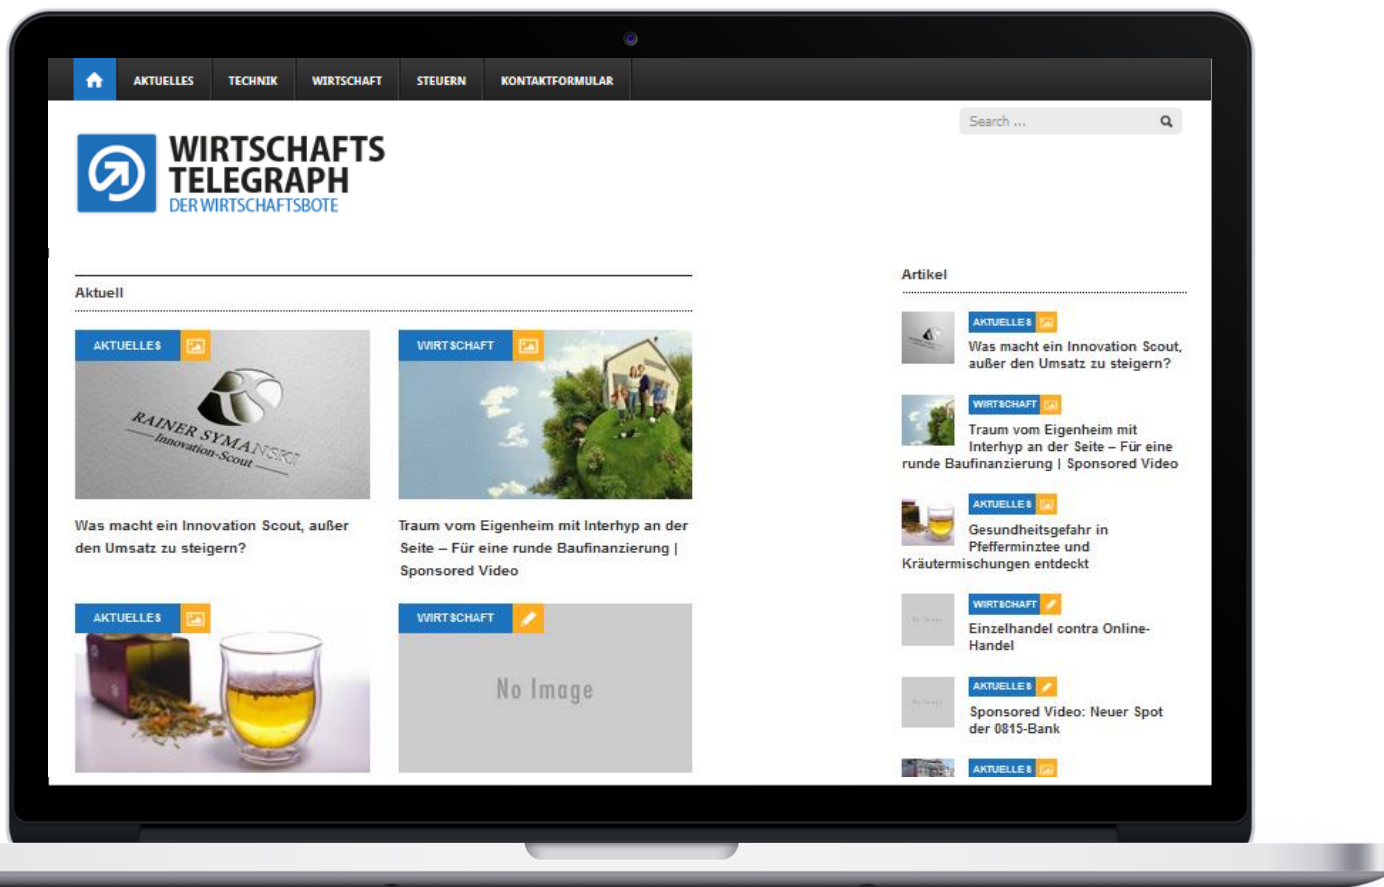 AKTUELLES TECHNIK WIRTSCHAFT STEUERN KONTAKTFORMULAR
Search ...
WIRTSCHAFTS
TELEGRAPH
DER WIRTSCHAFTSBOTE
Aktuell
AKTUELLES
RAINER SYMANSKI
Innovation-Scout
Was macht ein Innovation Scout, außer
den Umsatz zu steigern?
WIRTSCHAFT
Traum vom Eigenheim mit Interhyp an der
Seite – Für eine runde Baufinanzierung |
Sponsored Video
AKTUELLES
WIRTSCHAFT
No Image
Artikel
AKTUELLES
Was macht ein Innovation Scout,
außer den Umsatz zu steigern?
WIRTSCHAFT
Traum vom Eigenheim mit
Interhyp an der Seite – Für eine
runde Baufinanzierung | Sponsored Video
AKTUELLES
Gesundheitsgefahr in
Pfefferminztee und
Kräutermischungen entdeckt
WIRTSCHAFT
Einzelhandel contra Online-
Handel
AKTUELLES
Sponsored Video: Neuer Spot
der 0815-Bank
AKTUELLES